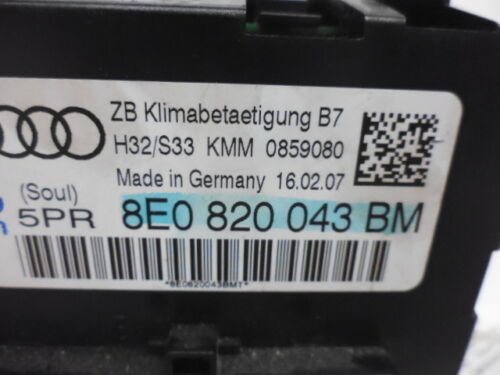 ZB Klimabetaetigung B7
H32/S33 KMM 0859080
Made in Germany 16.02.07
(Soul)
5PR 8E0 820 043 BM
*8E0820043BMT*